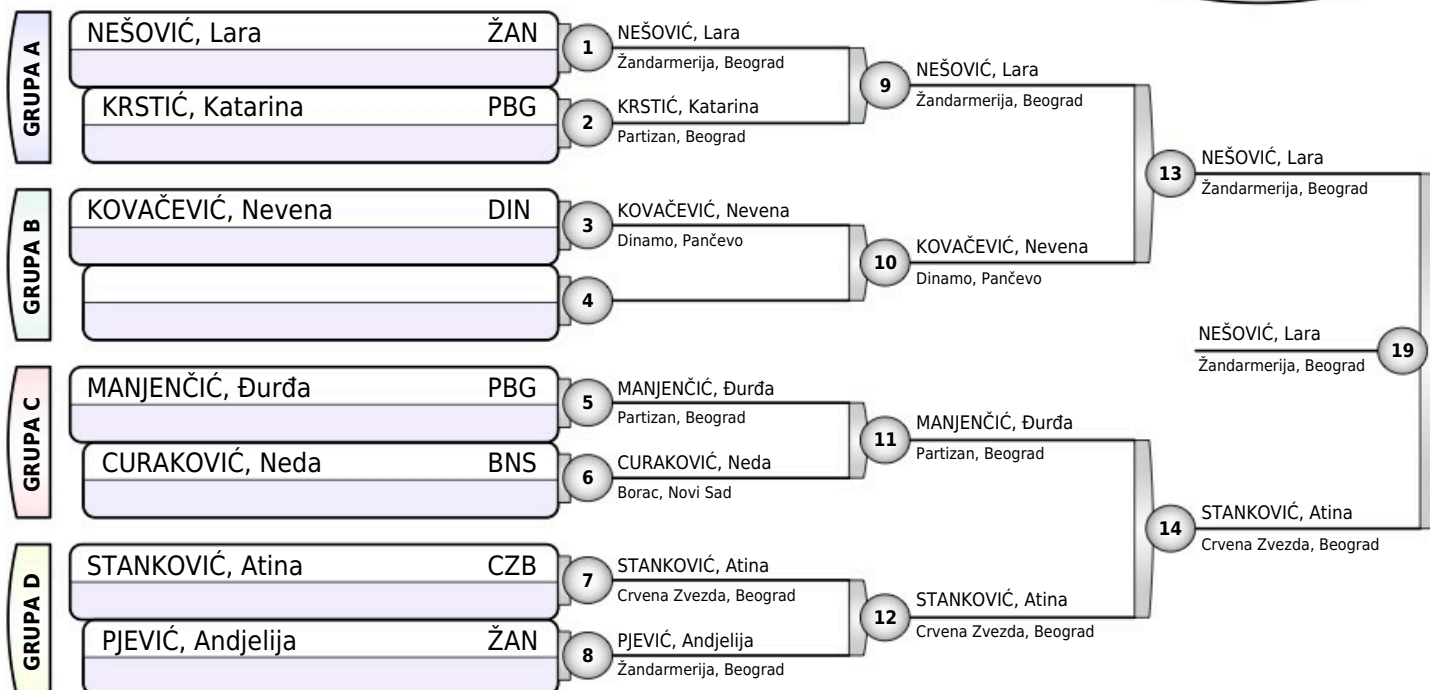 GRUPA A
NEŠOVIĆ, Lara ŽAN
KRSTIĆ, Katarina PBG
GRUPA B
KOVAČEVIĆ, Nevena DIN
GRUPA C
MANJENČIĆ, Đurđa PBG
CURAKOVIĆ, Neda BNS
GRUPA D
STANKOVIĆ, Atina CZB
PJEVIĆ, Andjelija ŽAN
1
NEŠOVIĆ, Lara
Žandarmerija, Beograd
2
KRSTIĆ, Katarina
Partizan, Beograd
3
KOVAČEVIĆ, Nevena
Dinamo, Pančevo
4
5
MANJENČIĆ, Đurđa
Partizan, Beograd
6
CURAKOVIĆ, Neda
Borac, Novi Sad
7
STANKOVIĆ, Atina
Crvena Zvezda, Beograd
8
PJEVIĆ, Andjelija
Žandarmerija, Beograd
9
NEŠOVIĆ, Lara
Žandarmerija, Beograd
10
KOVAČEVIĆ, Nevena
Dinamo, Pančevo
11
MANJENČIĆ, Đurđa
Partizan, Beograd
12
STANKOVIĆ, Atina
Crvena Zvezda, Beograd
13
NEŠOVIĆ, Lara
Žandarmerija, Beograd
14
STANKOVIĆ, Atina
Crvena Zvezda, Beograd
NEŠOVIĆ, Lara
Žandarmerija, Beograd
19